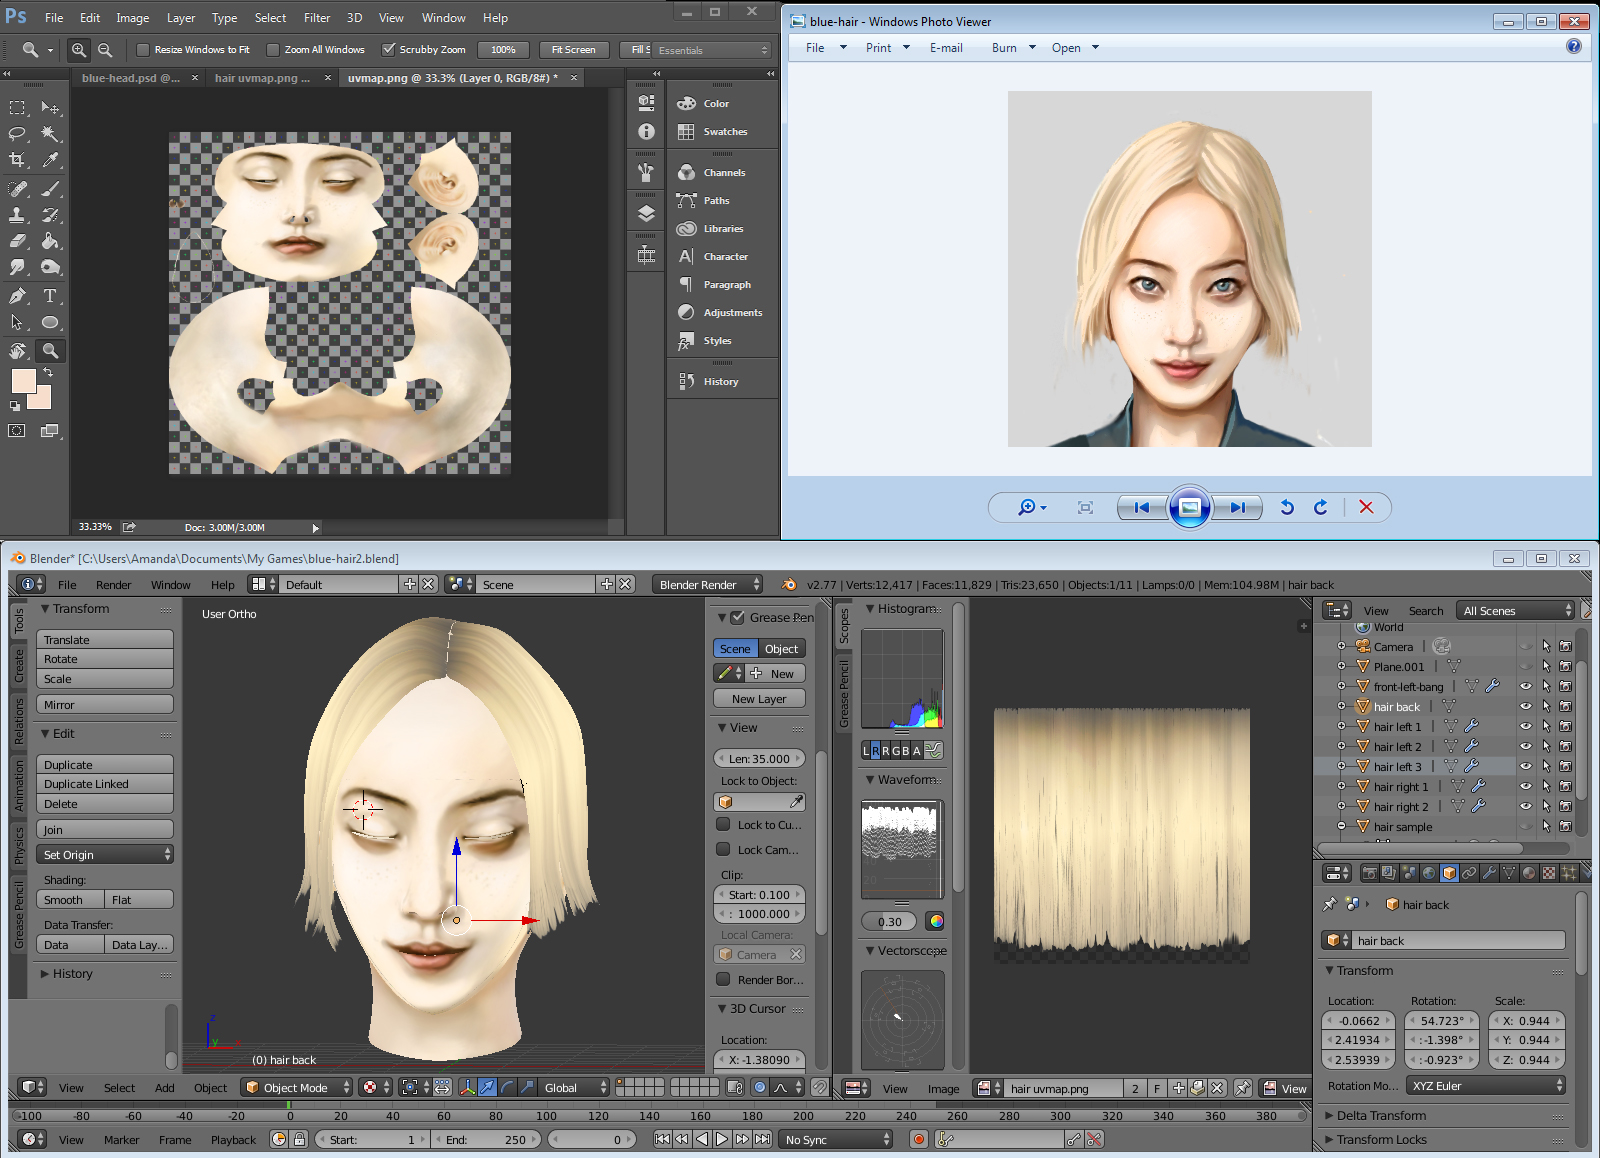 Ps File Edit Image Layer Type Select Filter 3D View Window Help
Resize Windows to Fit Zoom All Windows Scrubby Zoom 100% Fit Screen Fill S Essentials
blue-head.psd @... × hair uvmap.png ... × uvmap.png @ 33.3% (Layer 0, RGB/8#) * ×
Color
Swatches
Channels
Paths
Libraries
Character
Paragraph
Adjustments
Styles
History
33.33% Doc: 3.00M/3.00M
blue-hair - Windows Photo Viewer
File Print E-mail Burn Open
Blender* [C:\Users\Amanda\Documents\My Games\blue-hair2.blend]
File Render Window Help Default Scene Blender Render v2.77 | Verts:12,417 | Faces:11,829 | Tris:23,650 | Objects:1/11 | Lamps:0/0 | Mem:104.98M | hair back
Tools
Create
Relations
Animation
Physics
Grease Pencil
Transform
Translate
Rotate
Scale
Mirror
Edit
Duplicate
Duplicate Linked
Delete
Join
Set Origin
Shading:
Smooth Flat
Data Transfer:
Data Data Lay...
History
User Ortho
z
y
(0) hair back
Grease Pen
Scene Object
New
New Layer
View
Len: 35.000
Lock to Object:
Lock to Cu...
Lock Cam...
Clip:
Start: 0.100
: 1000.000
Local Camera:
Camera
Render Bor...
3D Cursor
Location:
X: -1.38090
Scopes
Grease Pencil
Histogram
L R R G B A
Waveform
0.30
Vectorscope
View Search All Scenes
World
Camera
Plane.001
front-left-bang
hair back
hair left 1
hair left 2
hair left 3
hair right 1
hair right 2
hair sample
hair back
hair back
Transform
Location: Rotation: Scale:
-0.0662 54.723° X: 0.944
2.41934 :-1.398° Y: 0.944
2.53939 :-0.923° Z: 0.944
Rotation Mo... XYZ Euler
Delta Transform
Transform Locks
View Select Add Object Object Mode Global
View Image hair uvmap.png 2 F View
-100 -80 -60 -40 -20 0 20 40 60 80 100 120 140 160 180 200 220 240 260 280 300 320 340 360 380
View Marker Frame Playback Start: 1 End: 250 0 No Sync